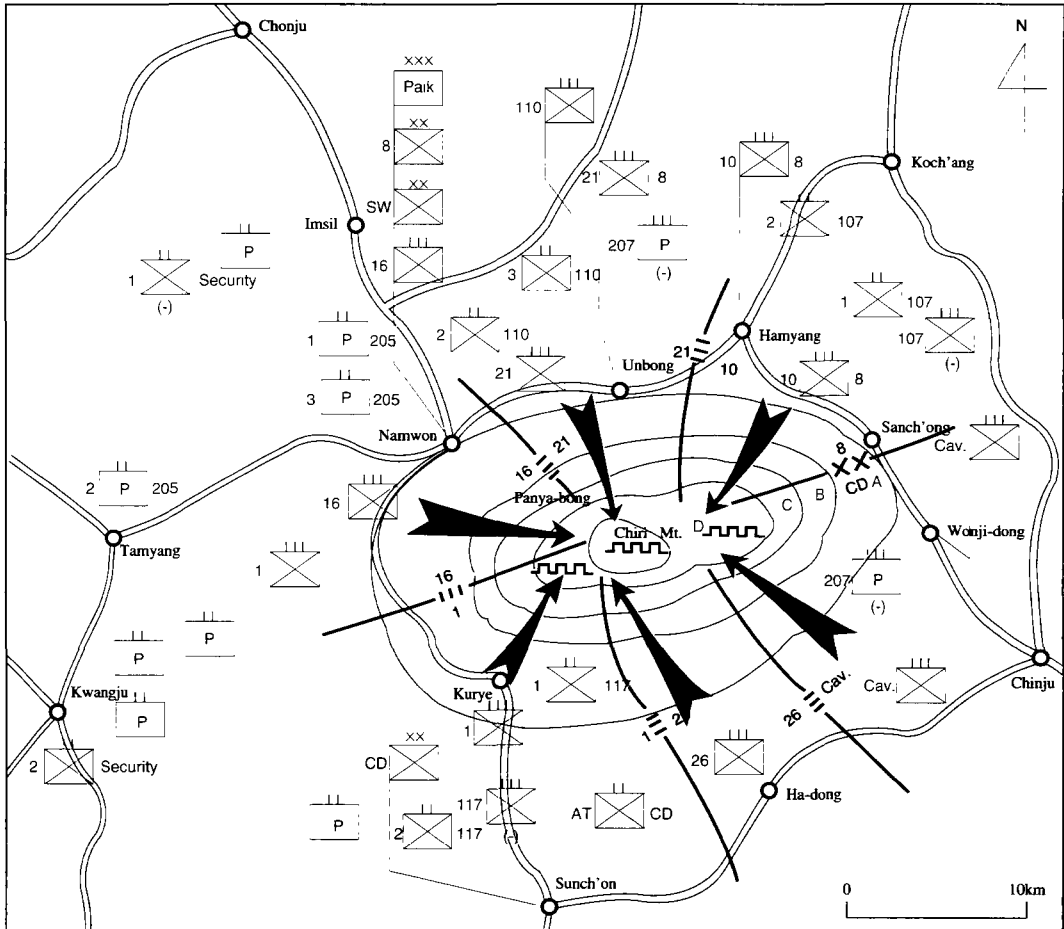 Chonju
N
XXX
Paik
110
XX
8
10 8
Koch'ang
21 8
XX
SW
2 107
Imsil
P
207 P
(-)
16
1 Security
(-)
3 110
1 107
107
(-)
1 P 205
2 110
Hamyang
21
21
10
Unbong
10 8
3 P 205
Namwon
Sanch'ong
Cav.
8
CD
A
B
C
D
16 21
Panya-bong
2 P 205
16
Chiri Mt.
Wonji-dong
Tamyang
1
207 P
(-)
16
1
P
P
Chinju
Kurye
1 117
Cav.
Cav.
26
Kwangju
P
1
1 2
2 Security
XX
CD
26
Ha-dong
117
(-)
AT CD
P
2 117
0 10km
Sunch'on